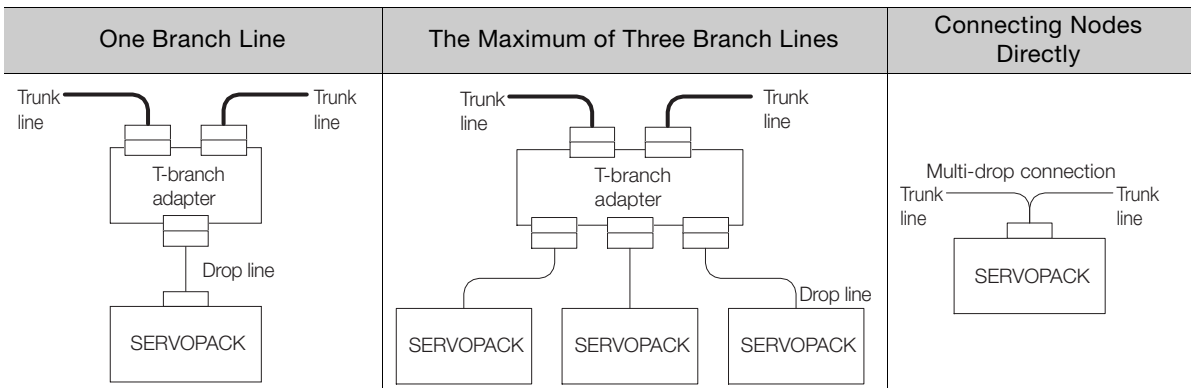 One Branch Line
The Maximum of Three Branch Lines
Connecting Nodes
Directly
Trunk
line
Trunk
line
T-branch
adapter
Drop line
SERVOPACK
Trunk
line
Trunk
line
T-branch
adapter
Drop line
SERVOPACK
SERVOPACK
SERVOPACK
Multi-drop connection
Trunk
line
Trunk
line
SERVOPACK